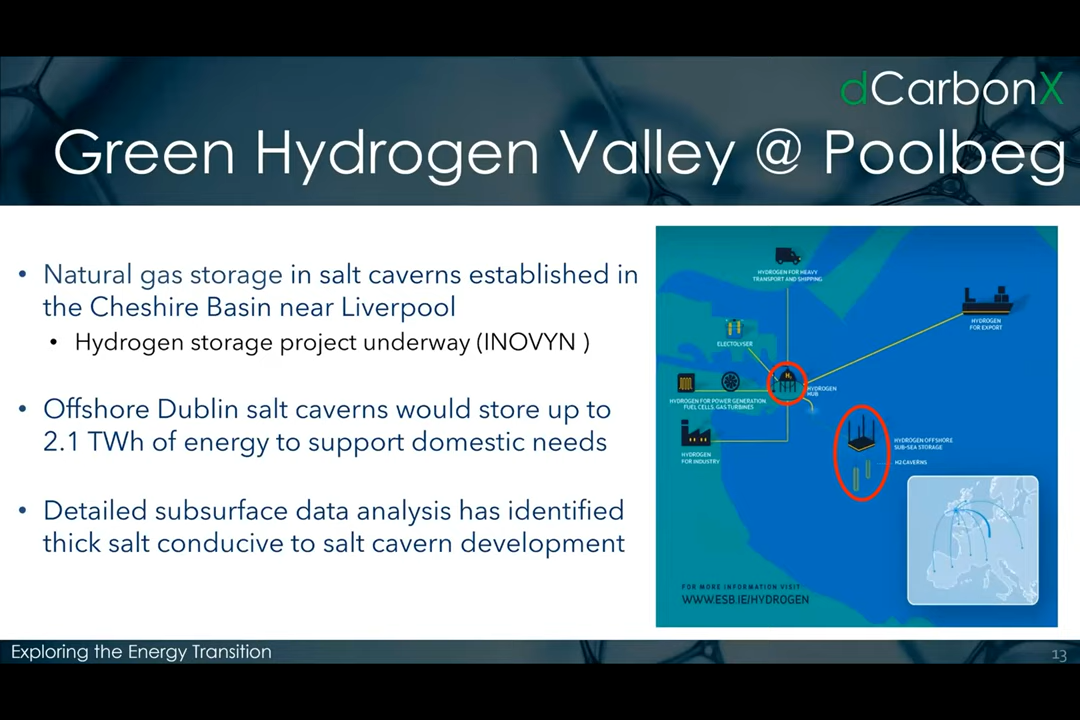 dCarbonX
Green Hydrogen Valley @ Poolbeg
• Natural gas storage in salt caverns established in
the Cheshire Basin near Liverpool
• Hydrogen storage project underway (INOVYN )
• Offshore Dublin salt caverns would store up to
2.1 TWh of energy to support domestic needs
• Detailed subsurface data analysis has identified
thick salt conducive to salt cavern development
HYDROGEN FOR HEAVY
TRANSPORT AND SHIPPING
HYDROGEN
FOR EXPORT
ELECTOLYSER
H₂
HYDROGEN
HUB
HYDROGEN FOR POWER GENERATION
FUEL CELLS, GAS TURBINES
HYDROGEN
FOR INDUSTRY
HYDROGEN OFFSHORE
SUB-SEA STORAGE
H2 CAVERNS
FOR MORE INFORMATION VISIT
WWW.ESB.IE/HYDROGEN
Exploring the Energy Transition
13